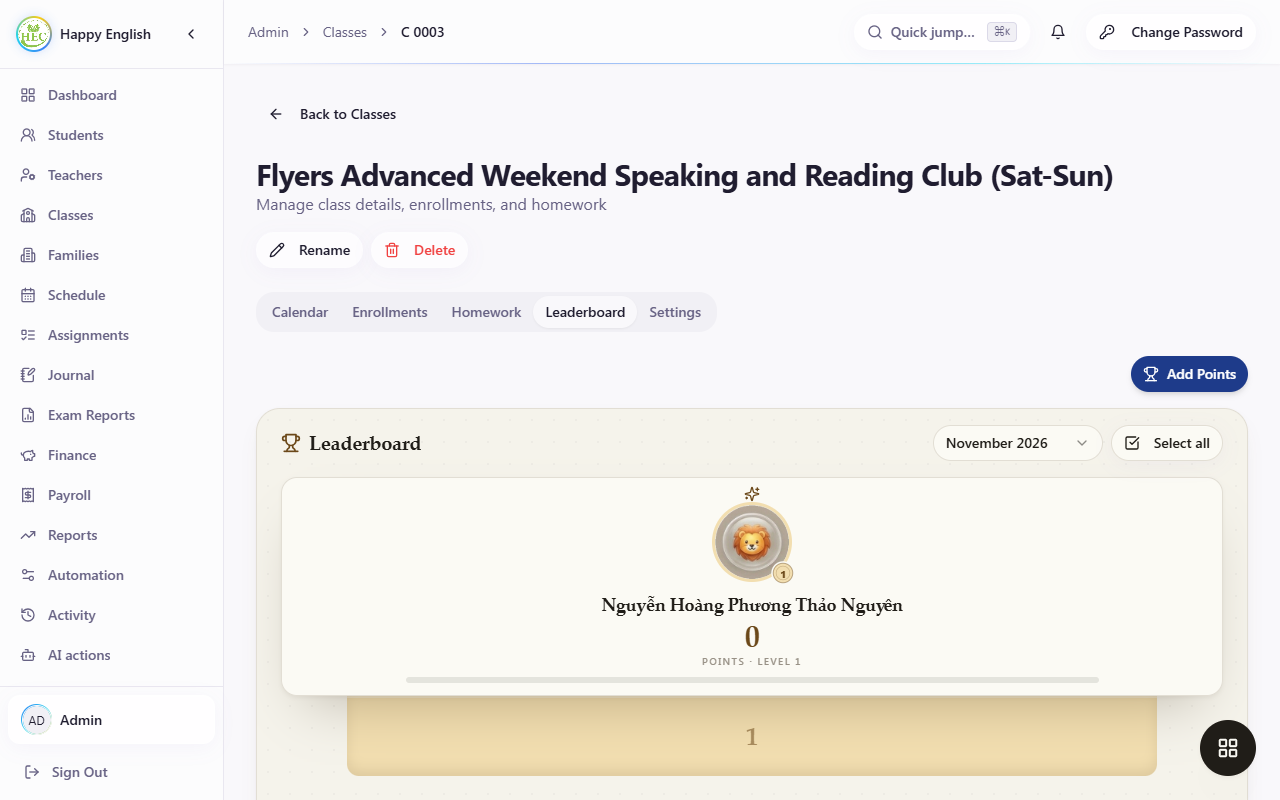 HEC
Happy English
Dashboard
Students
Teachers
Classes
Families
Schedule
Assignments
Journal
Exam Reports
Finance
Payroll
Reports
Automation
Activity
AI actions
AD
Admin
Sign Out
Admin
Classes
C 0003
Quick jump...
⌘K
Change Password
Back to Classes
Flyers Advanced Weekend Speaking and Reading Club (Sat-Sun)
Manage class details, enrollments, and homework
Rename
Delete
Calendar
Enrollments
Homework
Leaderboard
Settings
Add Points
Leaderboard
November 2026
Select all
1
Nguyễn Hoàng Phương Thảo Nguyên
0
POINTS · LEVEL 1
1